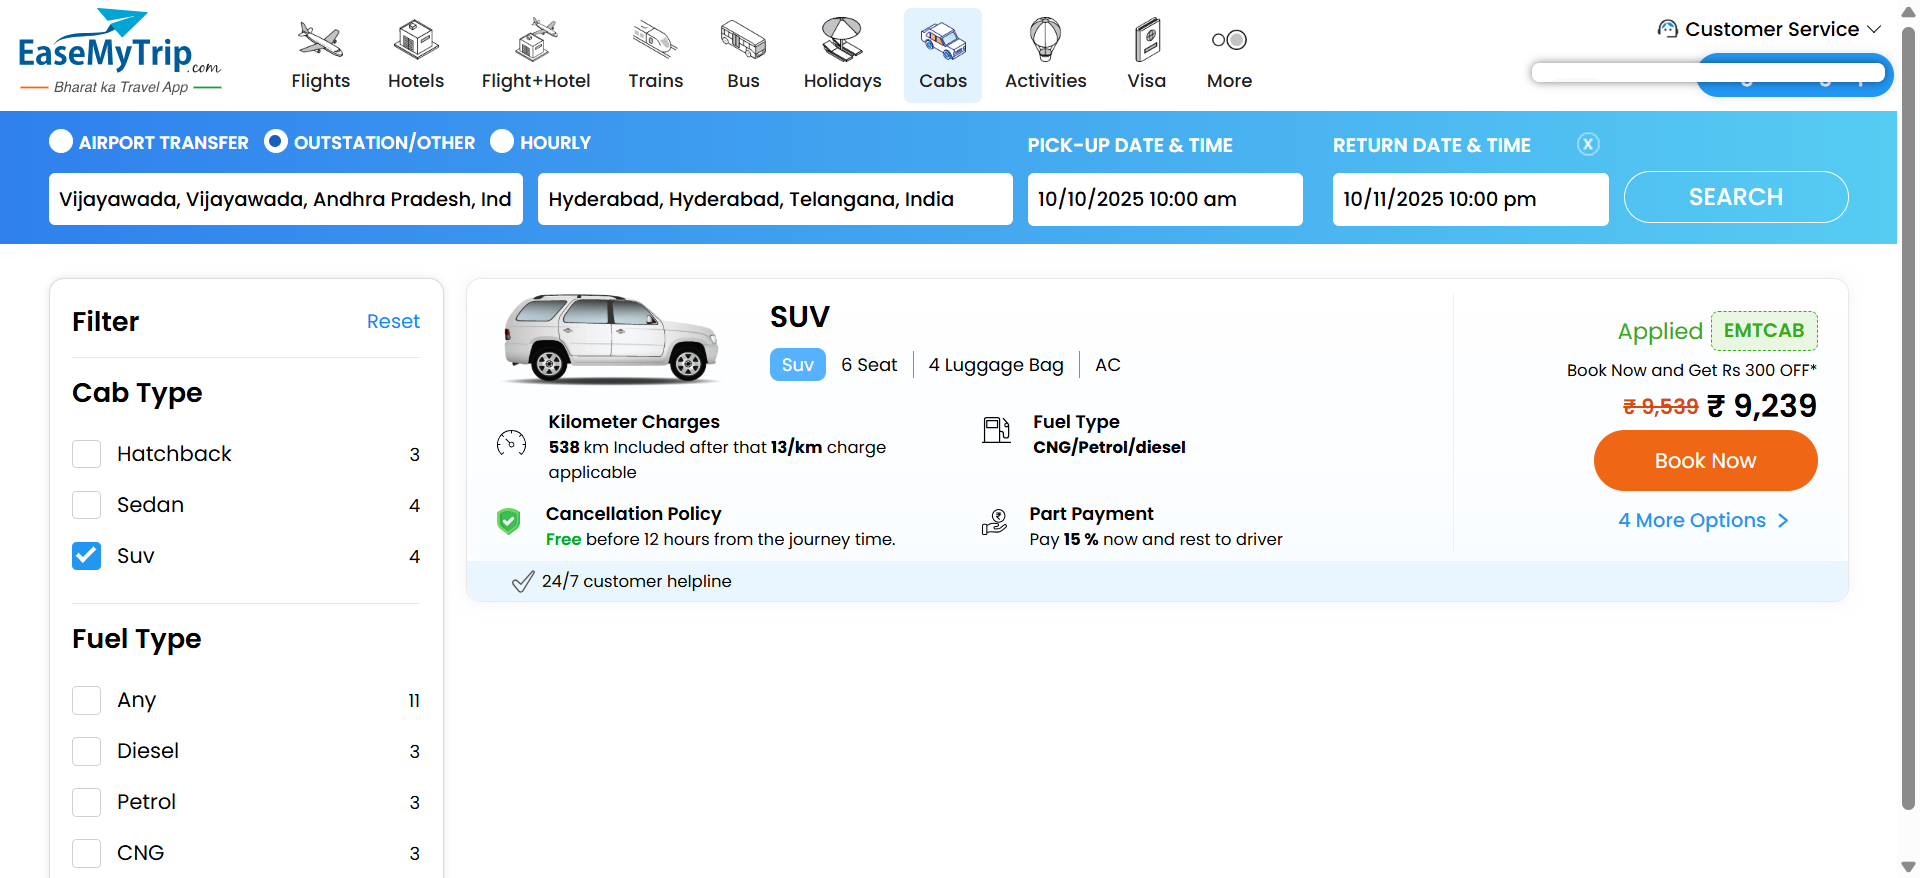 EaseMyTrip.com
Bharat ka Travel App
Flights
Hotels
Flight+Hotel
Trains
Bus
Holidays
Cabs
Activities
Visa
More
Customer Service
AIRPORT TRANSFER
OUTSTATION/OTHER
HOURLY
PICK-UP DATE & TIME
RETURN DATE & TIME
X
Vijayawada, Vijayawada, Andhra Pradesh, Ind
Hyderabad, Hyderabad, Telangana, India
10/10/2025 10:00 am
10/11/2025 10:00 pm
SEARCH
Filter
Reset
Cab Type
Hatchback 3
Sedan 4
Suv 4
Fuel Type
Any 11
Diesel 3
Petrol 3
CNG 3
SUV
Suv 6 Seat 4 Luggage Bag AC
Kilometer Charges
538 km Included after that 13/km charge
applicable
Fuel Type
CNG/Petrol/diesel
Cancellation Policy
Free before 12 hours from the journey time.
Part Payment
Pay 15 % now and rest to driver
24/7 customer helpline
Applied EMTCAB
Book Now and Get Rs 300 OFF*
₹ 9,539 ₹ 9,239
Book Now
4 More Options